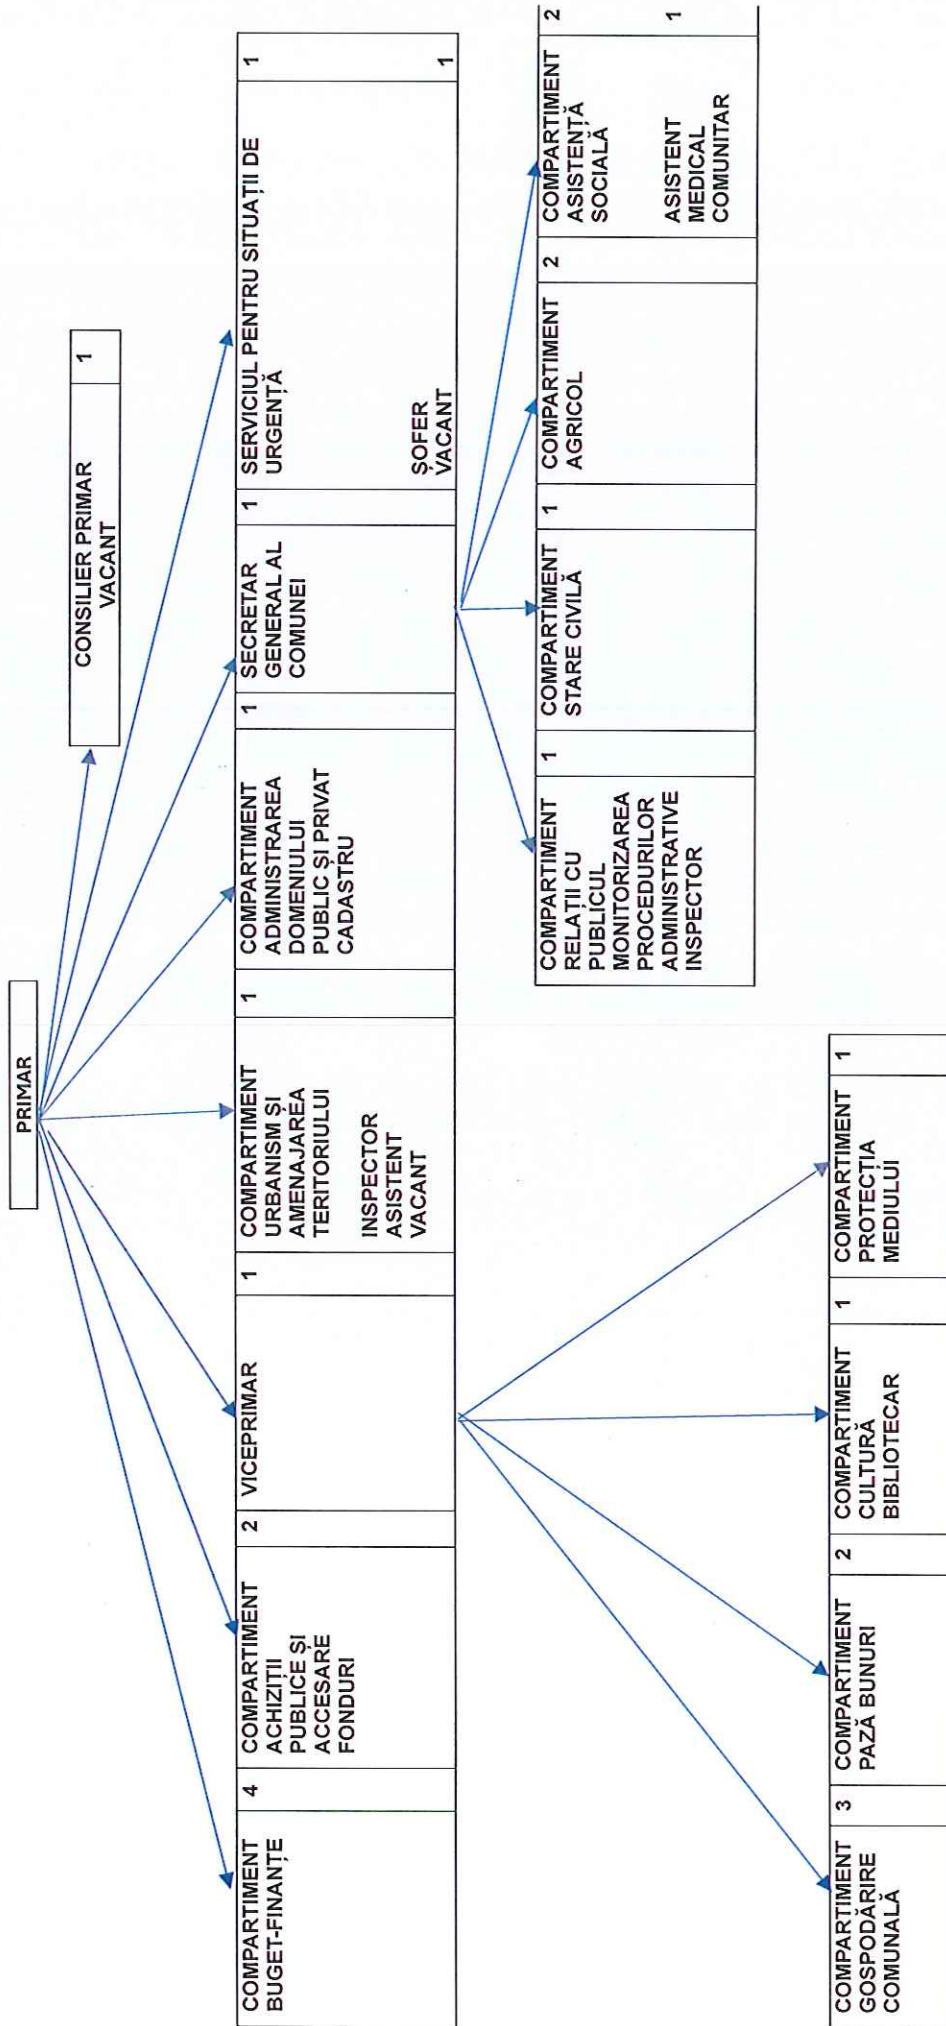 PRIMAR
CONSILIER PRIMAR
VACANT
1
COMPARTIMENT
BUGET-FINANȚE
4
COMPARTIMENT
ACHIZIȚII
PUBLICE ȘI
ACCESARE
FONDURI
2
VICEPRIMAR
1
COMPARTIMENT
URBANISM ȘI
AMENAJAREA
TERITORIULUI
INSPECTOR
ASISTENT
VACANT
1
COMPARTIMENT
ADMINISTRAREA
DOMENIULUI
PUBLIC ȘI PRIVAT
CADASTRU
1
SECRETAR
GENERAL AL
COMUNEI
1
SERVICIUL PENTRU SITUAȚII DE
URGENȚĂ
1
ȘOFER
VACANT
1
COMPARTIMENT
RELAȚII CU
PUBLICUL
MONITORIZAREA
PROCEDURILOR
ADMINISTRATIVE
INSPECTOR
1
COMPARTIMENT
STARE CIVILĂ
1
COMPARTIMENT
AGRICOL
2
COMPARTIMENT
ASISTENȚĂ
SOCIALĂ
2
ASISTENT
MEDICAL
COMUNITAR
1
COMPARTIMENT
GOSPODĂRIRE
COMUNALĂ
3
COMPARTIMENT
PAZĂ BUNURI
2
COMPARTIMENT
CULTURĂ
BIBLIOTECAR
1
COMPARTIMENT
PROTECȚIA
MEDIULUI
1